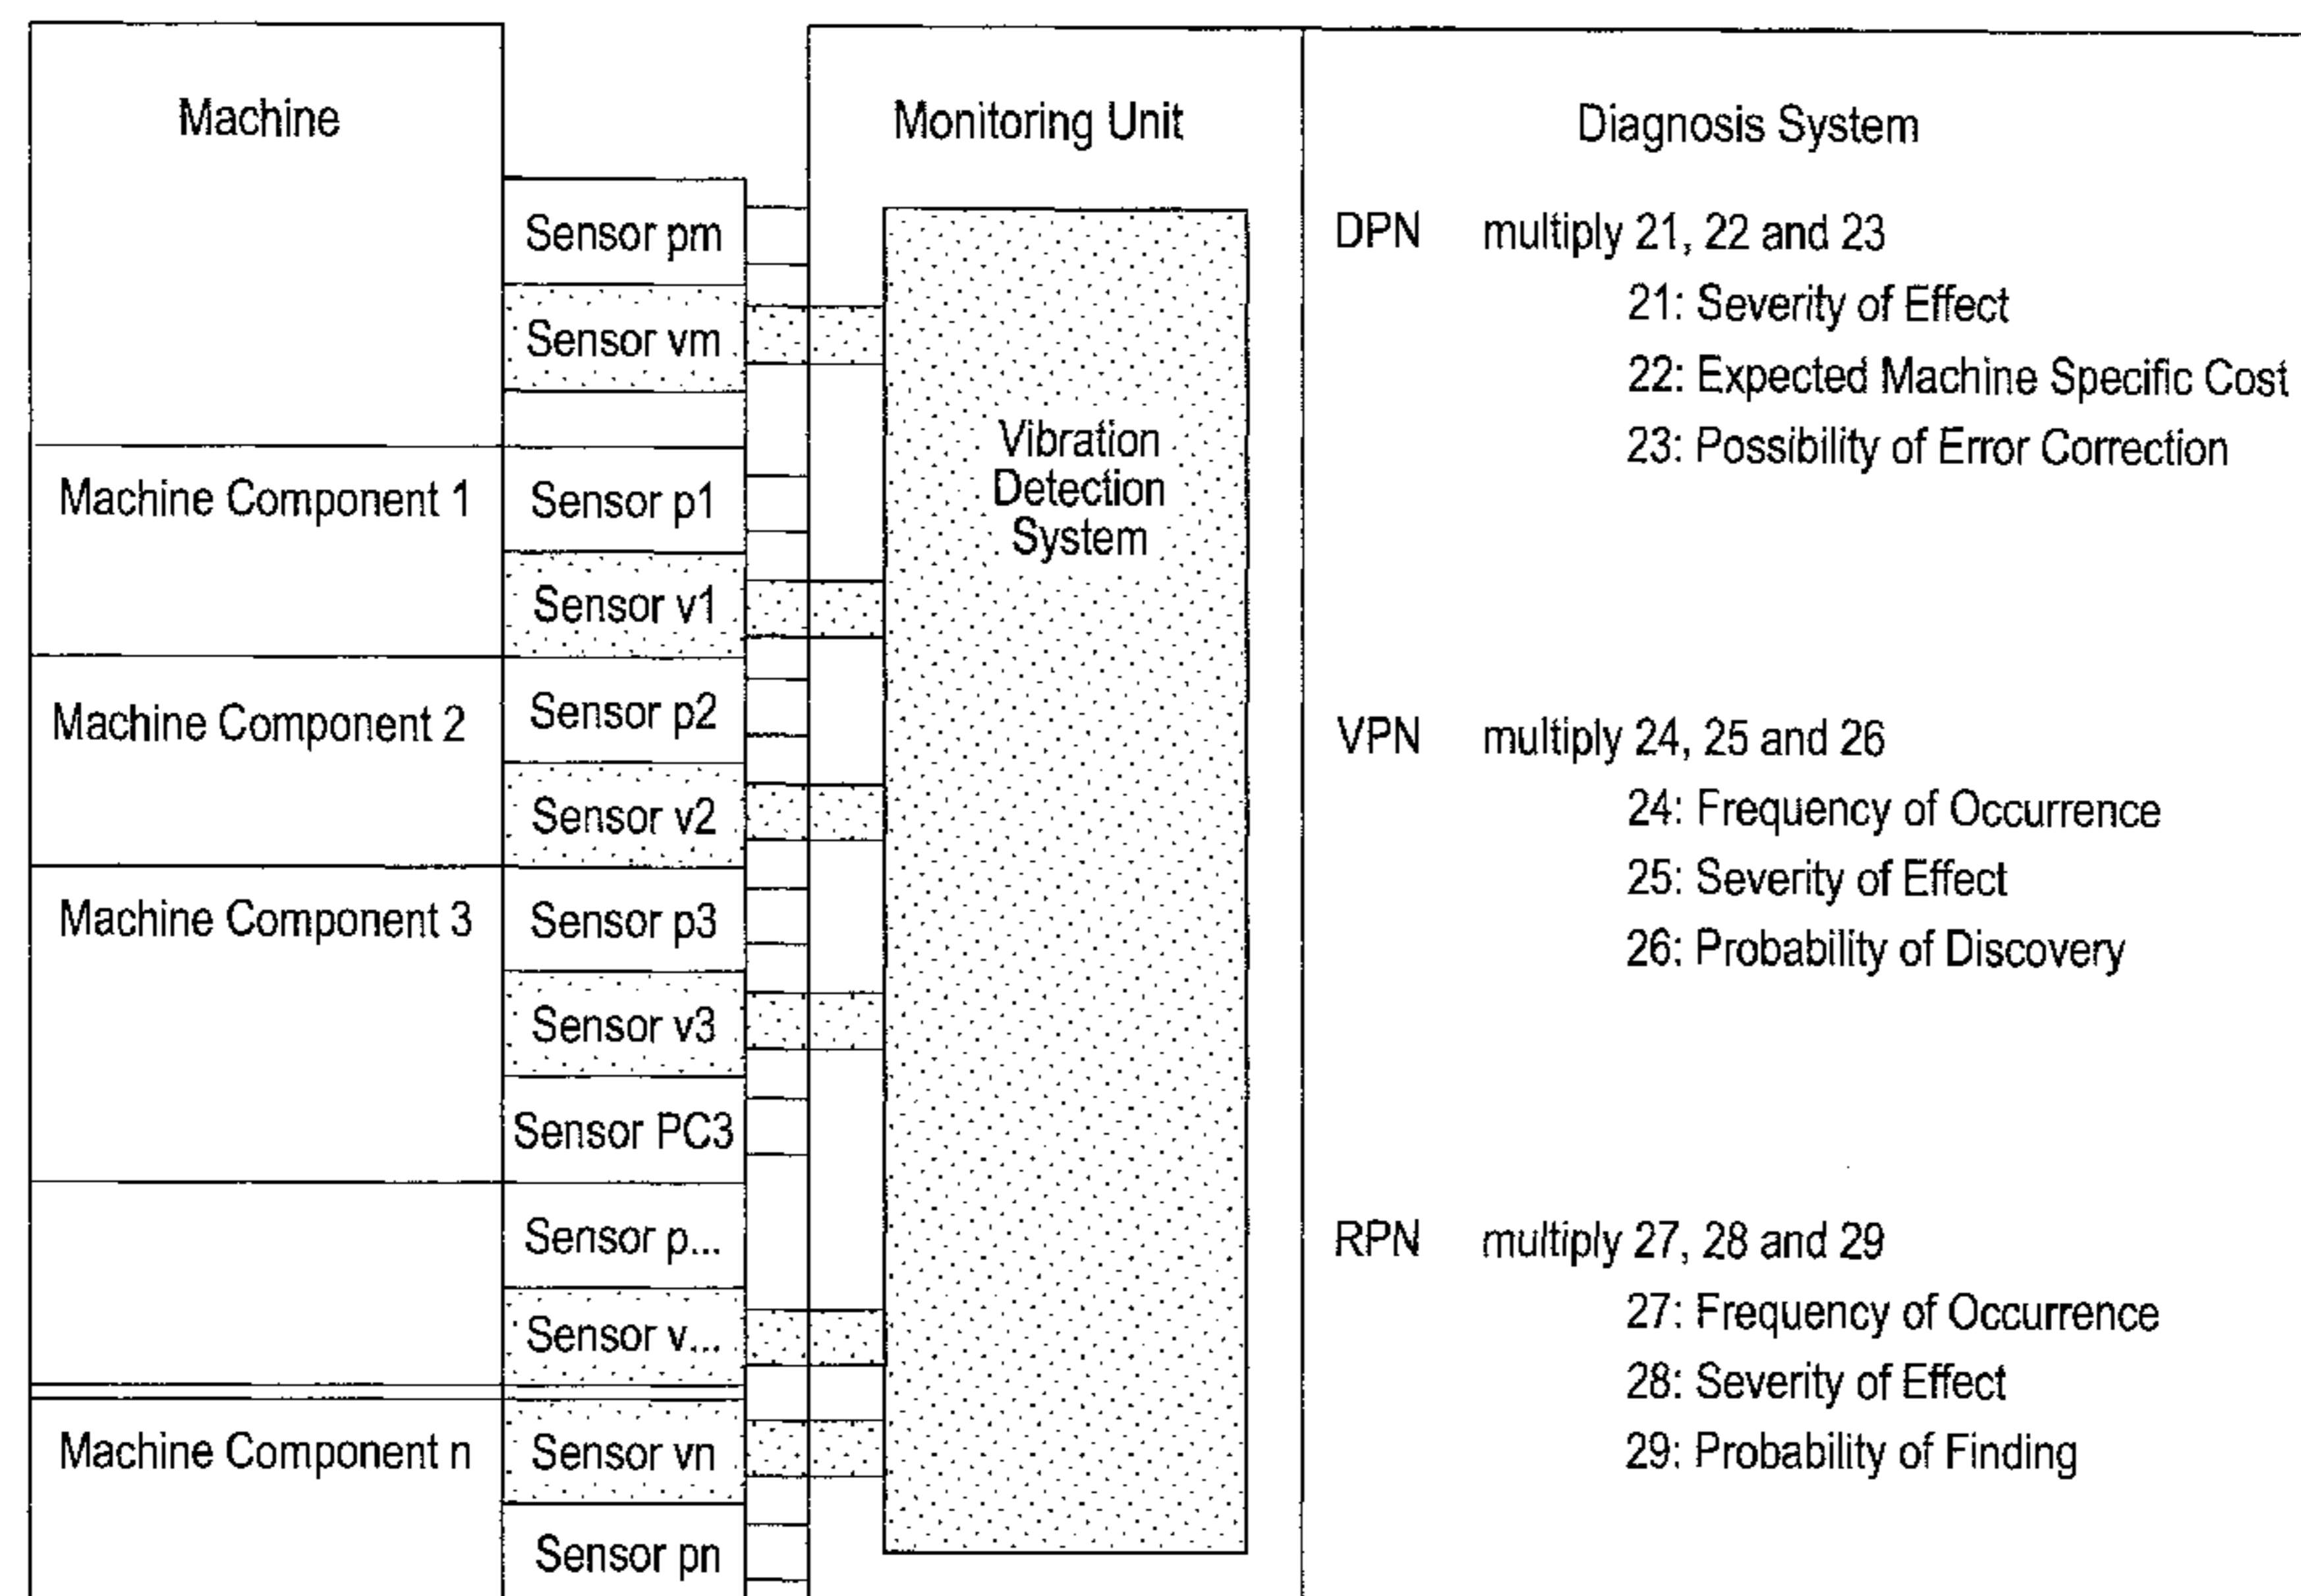 Machine
Monitoring Unit
Diagnosis System
Sensor pm
Sensor vm
Machine Component 1
Sensor p1
Sensor v1
Machine Component 2
Sensor p2
Sensor v2
Machine Component 3
Sensor p3
Sensor v3
Sensor PC3
Sensor p...
Sensor v...
Machine Component n
Sensor vn
Sensor pn
Vibration
Detection
System
DPN multiply 21, 22 and 23
21: Severity of Effect
22: Expected Machine Specific Cost
23: Possibility of Error Correction
VPN multiply 24, 25 and 26
24: Frequency of Occurrence
25: Severity of Effect
26: Probability of Discovery
RPN multiply 27, 28 and 29
27: Frequency of Occurrence
28: Severity of Effect
29: Probability of Finding